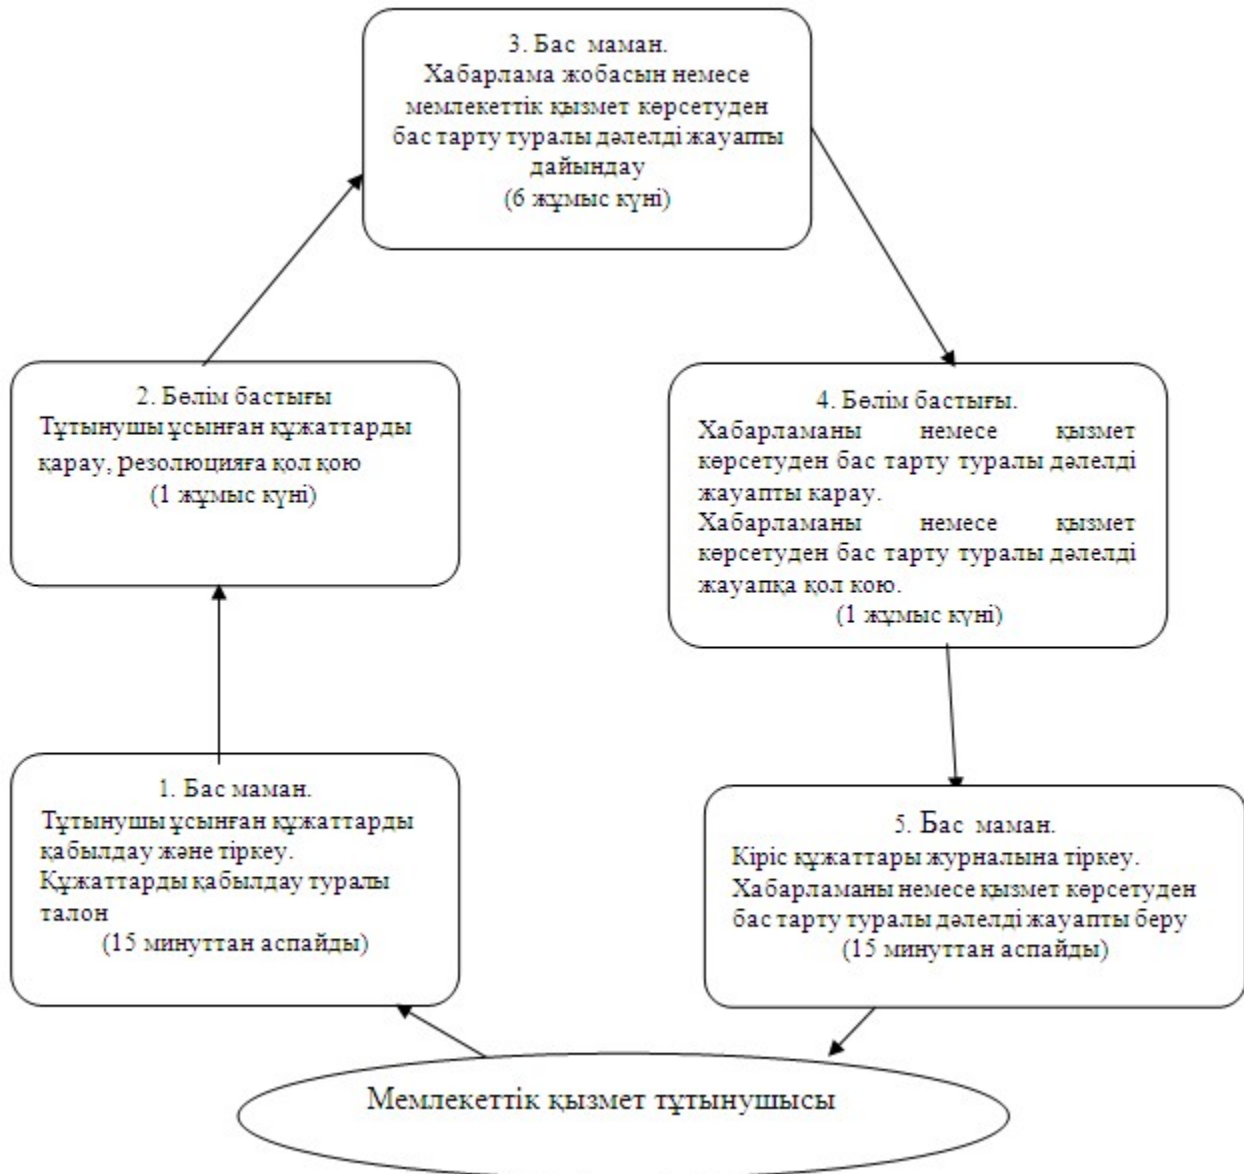 3. Бас маман.
Хабарлама жобасын немесе
мемлекеттік қызмет көрсетуден
бас тарту туралы дәлелді жауапты
дайындау
(6 жұмыс күні)
2. Бөлім бастығы
Тұтынушы ұсынған құжаттарды
қарау, резолюцияға қол қою
(1 жұмыс күні)
4. Бөлім бастығы.
Хабарламаны немесе қызмет
көрсетуден бас тарту туралы дәлелді
жауапты карау.
Хабарламаны немесе қызмет
көрсетуден бас тарту туралы дәлелді
жауапқа қол кою.
(1 жұмыс күні)
1. Бас маман.
Тұтынушы ұсынған құжаттарды
қабылдау және тіркеу.
Құжаттарды қабылдау туралы
талон
(15 минуттан аспайды)
5. Бас маман.
Кіріс құжаттары журналына тіркеу.
Хабарламаны немесе қызмет көрсетуден
бас тарту туралы дәлелді жауапты беру
(15 минуттан аспайды)
Мемлекеттік қызмет тұтынушысы